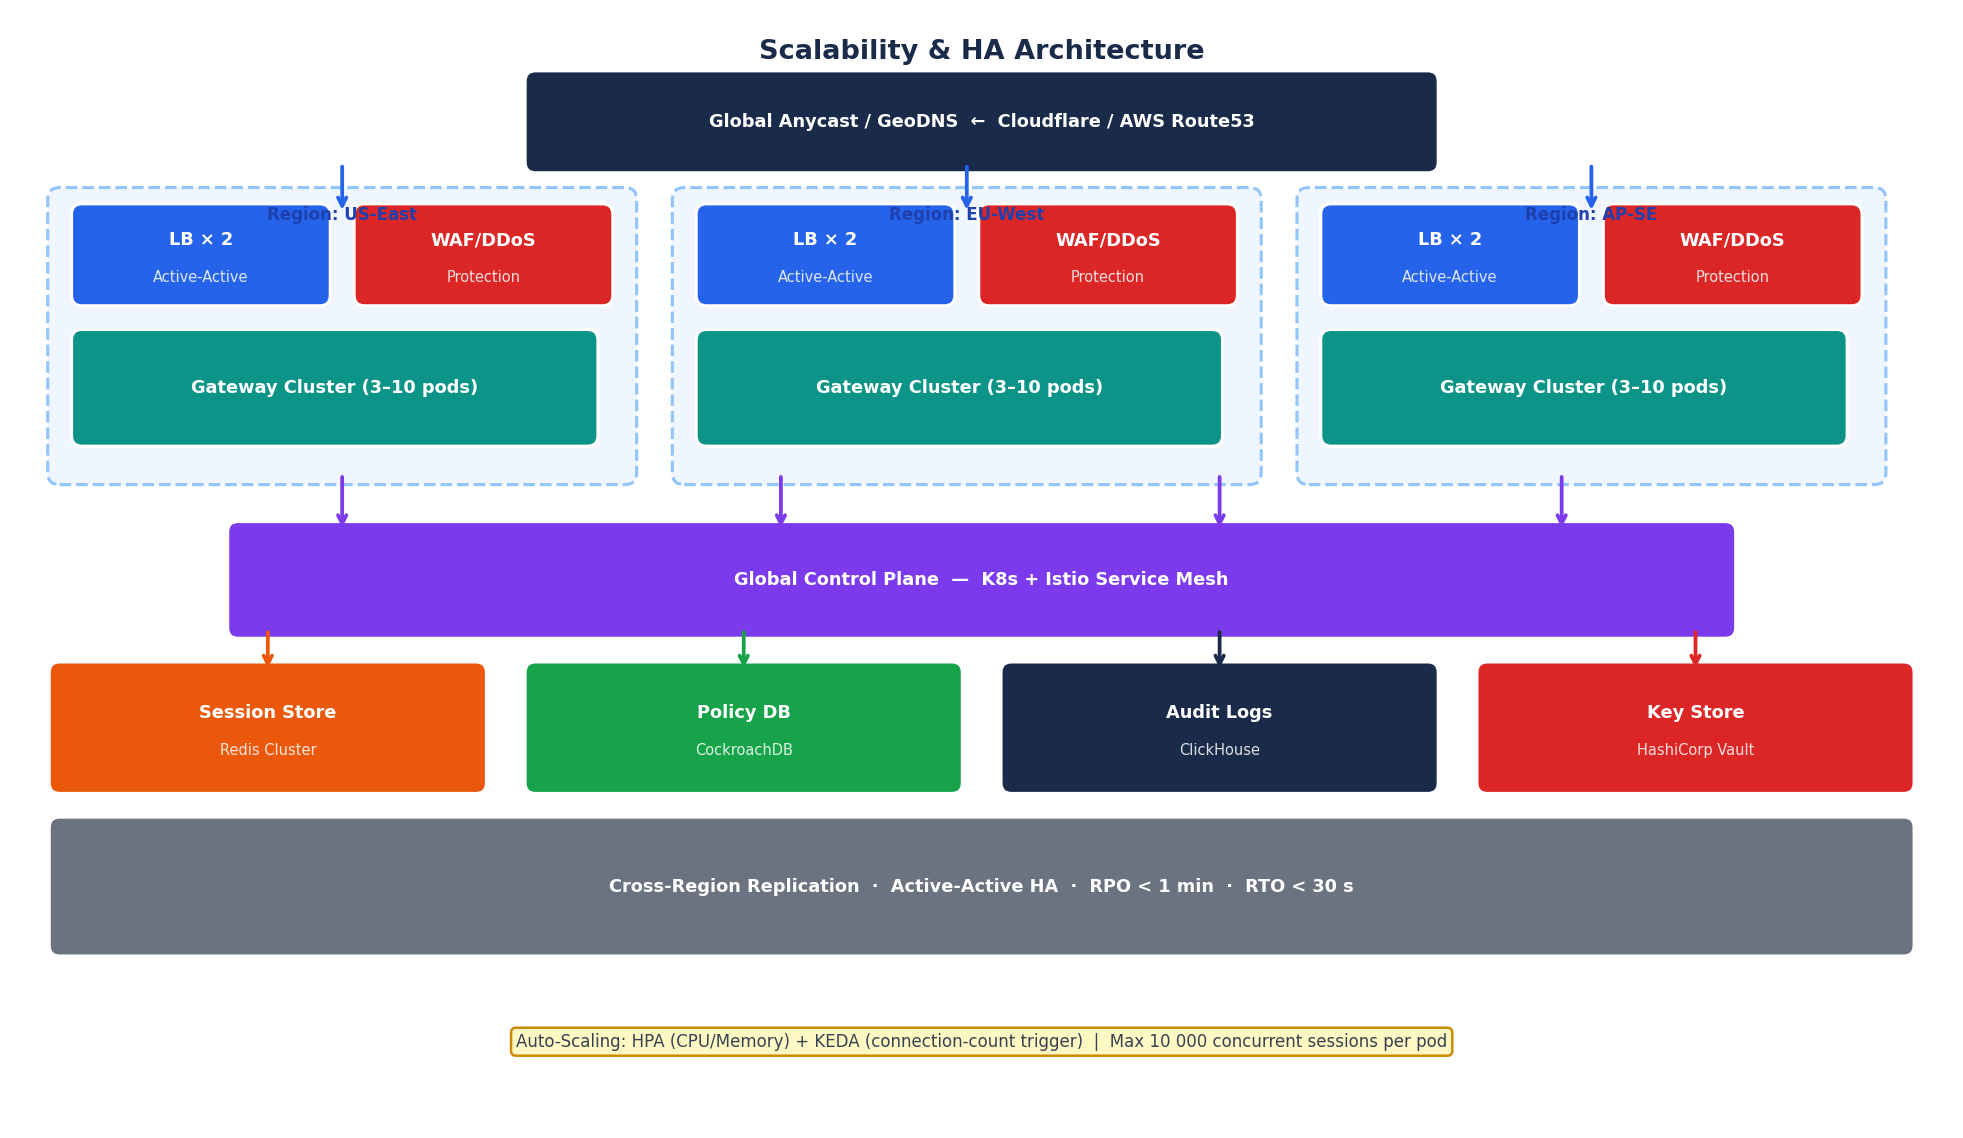 Scalability & HA Architecture
Global Anycast / GeoDNS ← Cloudflare / AWS Route53
Region: US-East
LB × 2
Active-Active
WAF/DDoS
Protection
Gateway Cluster (3–10 pods)
Region: EU-West
LB × 2
Active-Active
WAF/DDoS
Protection
Gateway Cluster (3–10 pods)
Region: AP-SE
LB × 2
Active-Active
WAF/DDoS
Protection
Gateway Cluster (3–10 pods)
Global Control Plane — K8s + Istio Service Mesh
Session Store
Redis Cluster
Policy DB
CockroachDB
Audit Logs
ClickHouse
Key Store
HashiCorp Vault
Cross-Region Replication · Active-Active HA · RPO < 1 min · RTO < 30 s
Auto-Scaling: HPA (CPU/Memory) + KEDA (connection-count trigger) | Max 10 000 concurrent sessions per pod